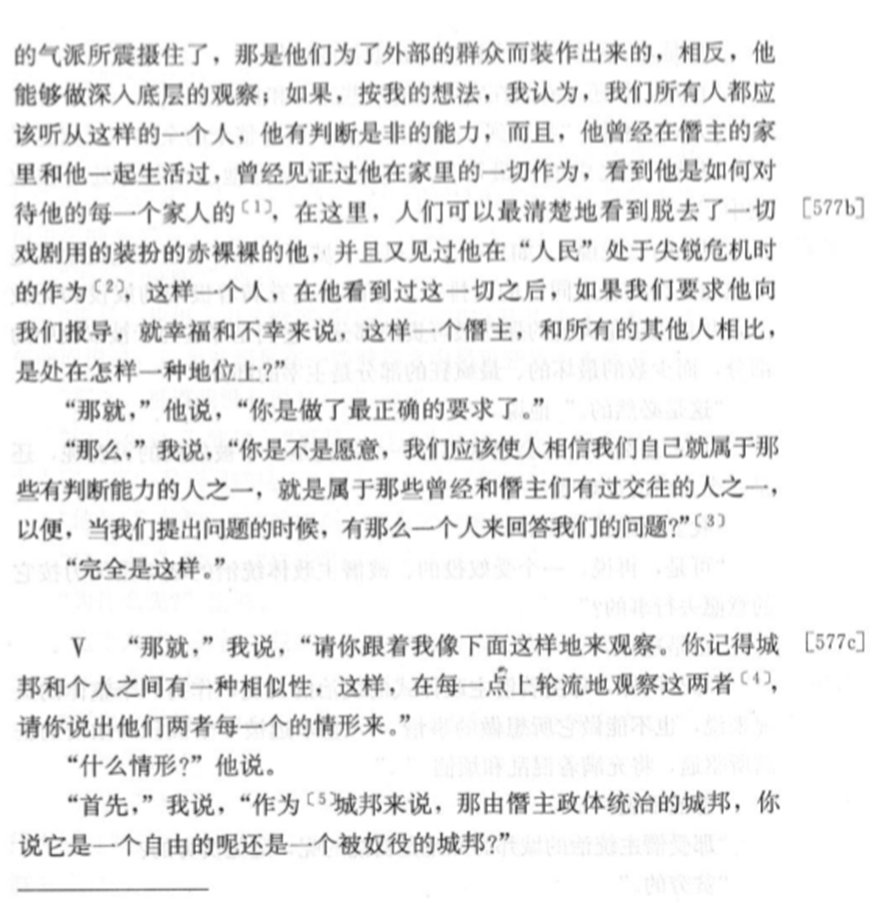 的气派所震摄住了，那是他们为了外部的群众而装作出来的，相反，他
能够做深入底层的观察；如果，按我的想法，我认为，我们所有人都应
该听从这样的一个人，他有判断是非的能力，而且，他曾经在僭主的家
里和他一起生活过，曾经见证过他在家里的一切作为，看到他是如何对
待他的每一个家人的〔1〕，在这里，人们可以最清楚地看到脱去了一切 [577b]
戏剧用的装扮的赤裸裸的他，并且又见过他在“人民”处于尖锐危机时
的作为〔2〕，这样一个人，在他看到过这一切之后，如果我们要求他向
我们报导，就幸福和不幸来说，这样一个僭主，和所有的其他人相比，
是处在怎样一种地位上？”
“那就，”他说，“你是做了最正确的要求了。”
“那么，”我说，“你是不是愿意，我们应该使人相信我们自己就属于那
些有判断能力的人之一，就是属于那些曾经和僭主们有过交往的人之一，
以便，当我们提出问题的时候，有那么一个人来回答我们的问题？”〔3〕
“完全是这样。”
V “那就，”我说，“请你跟着我像下面这样地来观察。你记得城 [577c]
邦和个人之间有一种相似性，这样，在每一点上轮流地观察这两者〔4〕，
请你说出他们两者每一个的情形来。”
“什么情形？”他说。
“首先，”我说，“作为〔5〕城邦来说，那由僭主政体统治的城邦，你
说它是一个自由的呢还是一个被奴役的城邦？”